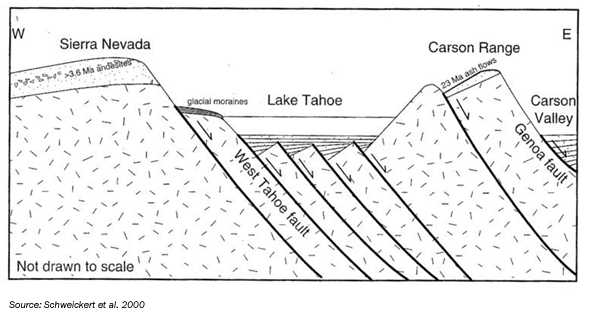 1
W
E
Sierra Nevada
Carson Range
>3.6 Ma andesites
23 Ma ash flows
glacial moraines
Lake Tahoe
Carson
Valley
West Tahoe fault
Genoa fault
Not drawn to scale
Source: Schweickert et al. 2000